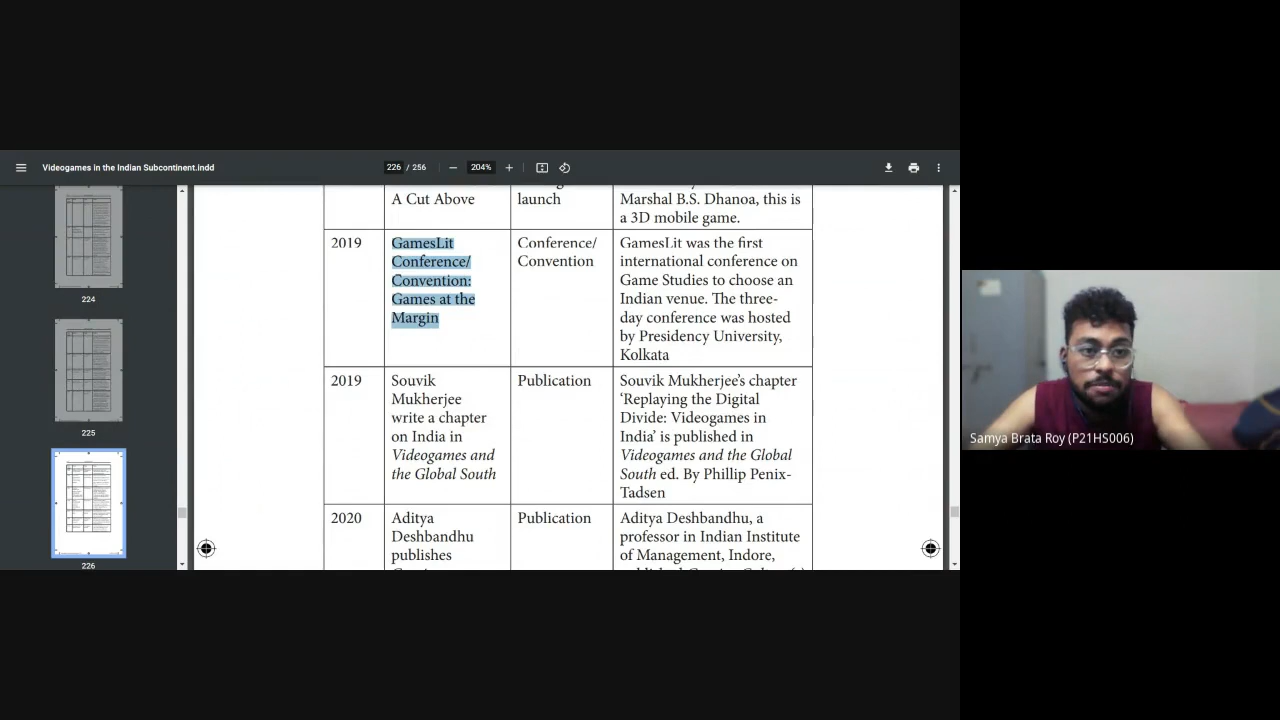 Videogames in the Indian Subcontinent.indd
226 / 256
204%
224
225
226
A Cut Above
launch
Marshal B.S. Dhanoa, this is
a 3D mobile game.
2019
GamesLit
Conference/
Convention:
Games at the
Margin
Conference/
Convention
GamesLit was the first
international conference on
Game Studies to choose an
Indian venue. The three-
day conference was hosted
by Presidency University,
Kolkata
2019
Souvik
Mukherjee
write a chapter
on India in
Videogames and
the Global South
Publication
Souvik Mukherjee’s chapter
‘Replaying the Digital
Divide: Videogames in
India’ is published in
Videogames and the Global
South ed. By Phillip Penix-
Tadsen
2020
Aditya
Deshbandhu
publishes
Publication
Aditya Deshbandhu, a
professor in Indian Institute
of Management, Indore,
Samya Brata Roy (P21HS006)